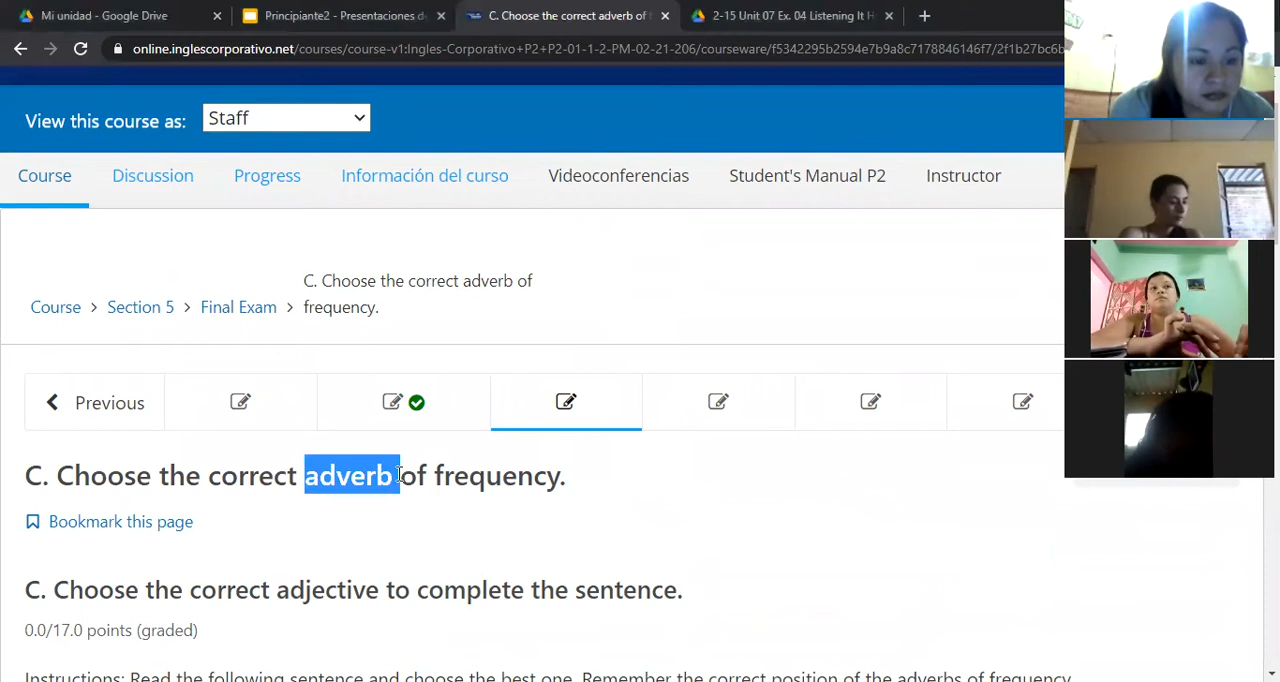 Mi unidad - Google Drive
Principiante2 - Presentaciones d
C. Choose the correct adverb of f
2-15 Unit 07 Ex. 04 Listening It H
online.inglescorporativo.net/courses/course-v1:Ingles-Corporativo+P2+P2-01-1-2-PM-02-21-206/courseware/f5342295b2594e7b9a8c7178846146f7/2f1b27bc6b
View this course as:
Staff
Course
Discussion
Progress
Información del curso
Videoconferencias
Student's Manual P2
Instructor
Course > Section 5 > Final Exam >
C. Choose the correct adverb of
frequency.
Previous
C. Choose the correct adverb of frequency.
Bookmark this page
C. Choose the correct adjective to complete the sentence.
0.0/17.0 points (graded)
Instructions: Read the following sentence and choose the best one. Remember the correct position of the adverbs of frequency